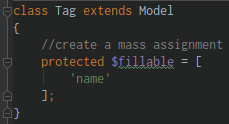 class Tag extends Model
{
//create a mass assignment
protected $fillable = [
'name'
];
}